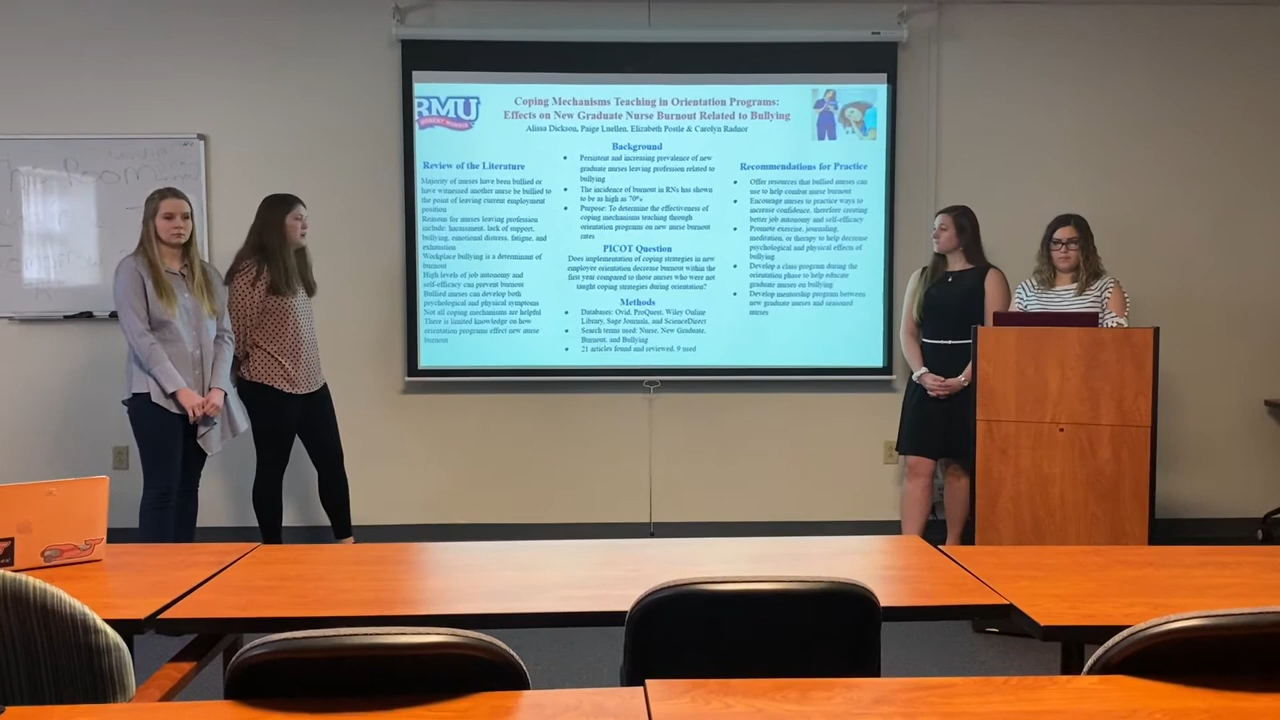 RMU
ROBERT MORRIS
Coping Mechanisms Teaching in Orientation Programs:
Effects on New Graduate Nurse Burnout Related to Bullying
Alissa Dickson, Paige Luellen, Elizabeth Postle & Carolyn Radnor
Review of the Literature
Majority of nurses have been bullied or
have witnessed another nurse be bullied to
the point of leaving current employment
position
Reasons for nurses leaving profession
include: harassment, lack of support,
bullying, emotional distress, fatigue, and
exhaustion
Workplace bullying is a determinant of
burnout
High levels of job autonomy and
self-efficacy can prevent burnout
Bullied nurses can develop both
psychological and physical symptoms
Not all coping mechanisms are helpful
There is limited knowledge on how
orientation programs effect new nurse
burnout
Background
• Persistent and increasing prevalence of new
graduate nurses leaving profession related to
bullying
• The incidence of burnout in RNs has shown
to be as high as 70%
• Purpose: To determine the effectiveness of
coping mechanisms teaching through
orientation programs on new nurse burnout
rates
PICOT Question
Does implementation of coping strategies in new
employee orientation decrease burnout within the
first year compared to those nurses who were not
taught coping strategies during orientation?
Methods
• Databases: Ovid, ProQuest, Wiley Online
Library, Sage Journals, and ScienceDirect
• Search terms used: Nurse, New Graduate,
Burnout, and Bullying
• 21 articles found and reviewed, 9 used
Recommendations for Practice
• Offer resources that bullied nurses can
use to help combat nurse burnout
• Encourage nurses to practice ways to
increase confidence, therefore creating
better job autonomy and self-efficacy
• Promote exercise, journaling,
meditation, or therapy to help decrease
psychological and physical effects of
bullying
• Develop a class program during the
orientation phase to help educate
graduate nurses on bullying
• Develop mentorship program between
new graduate nurses and seasoned
nurses